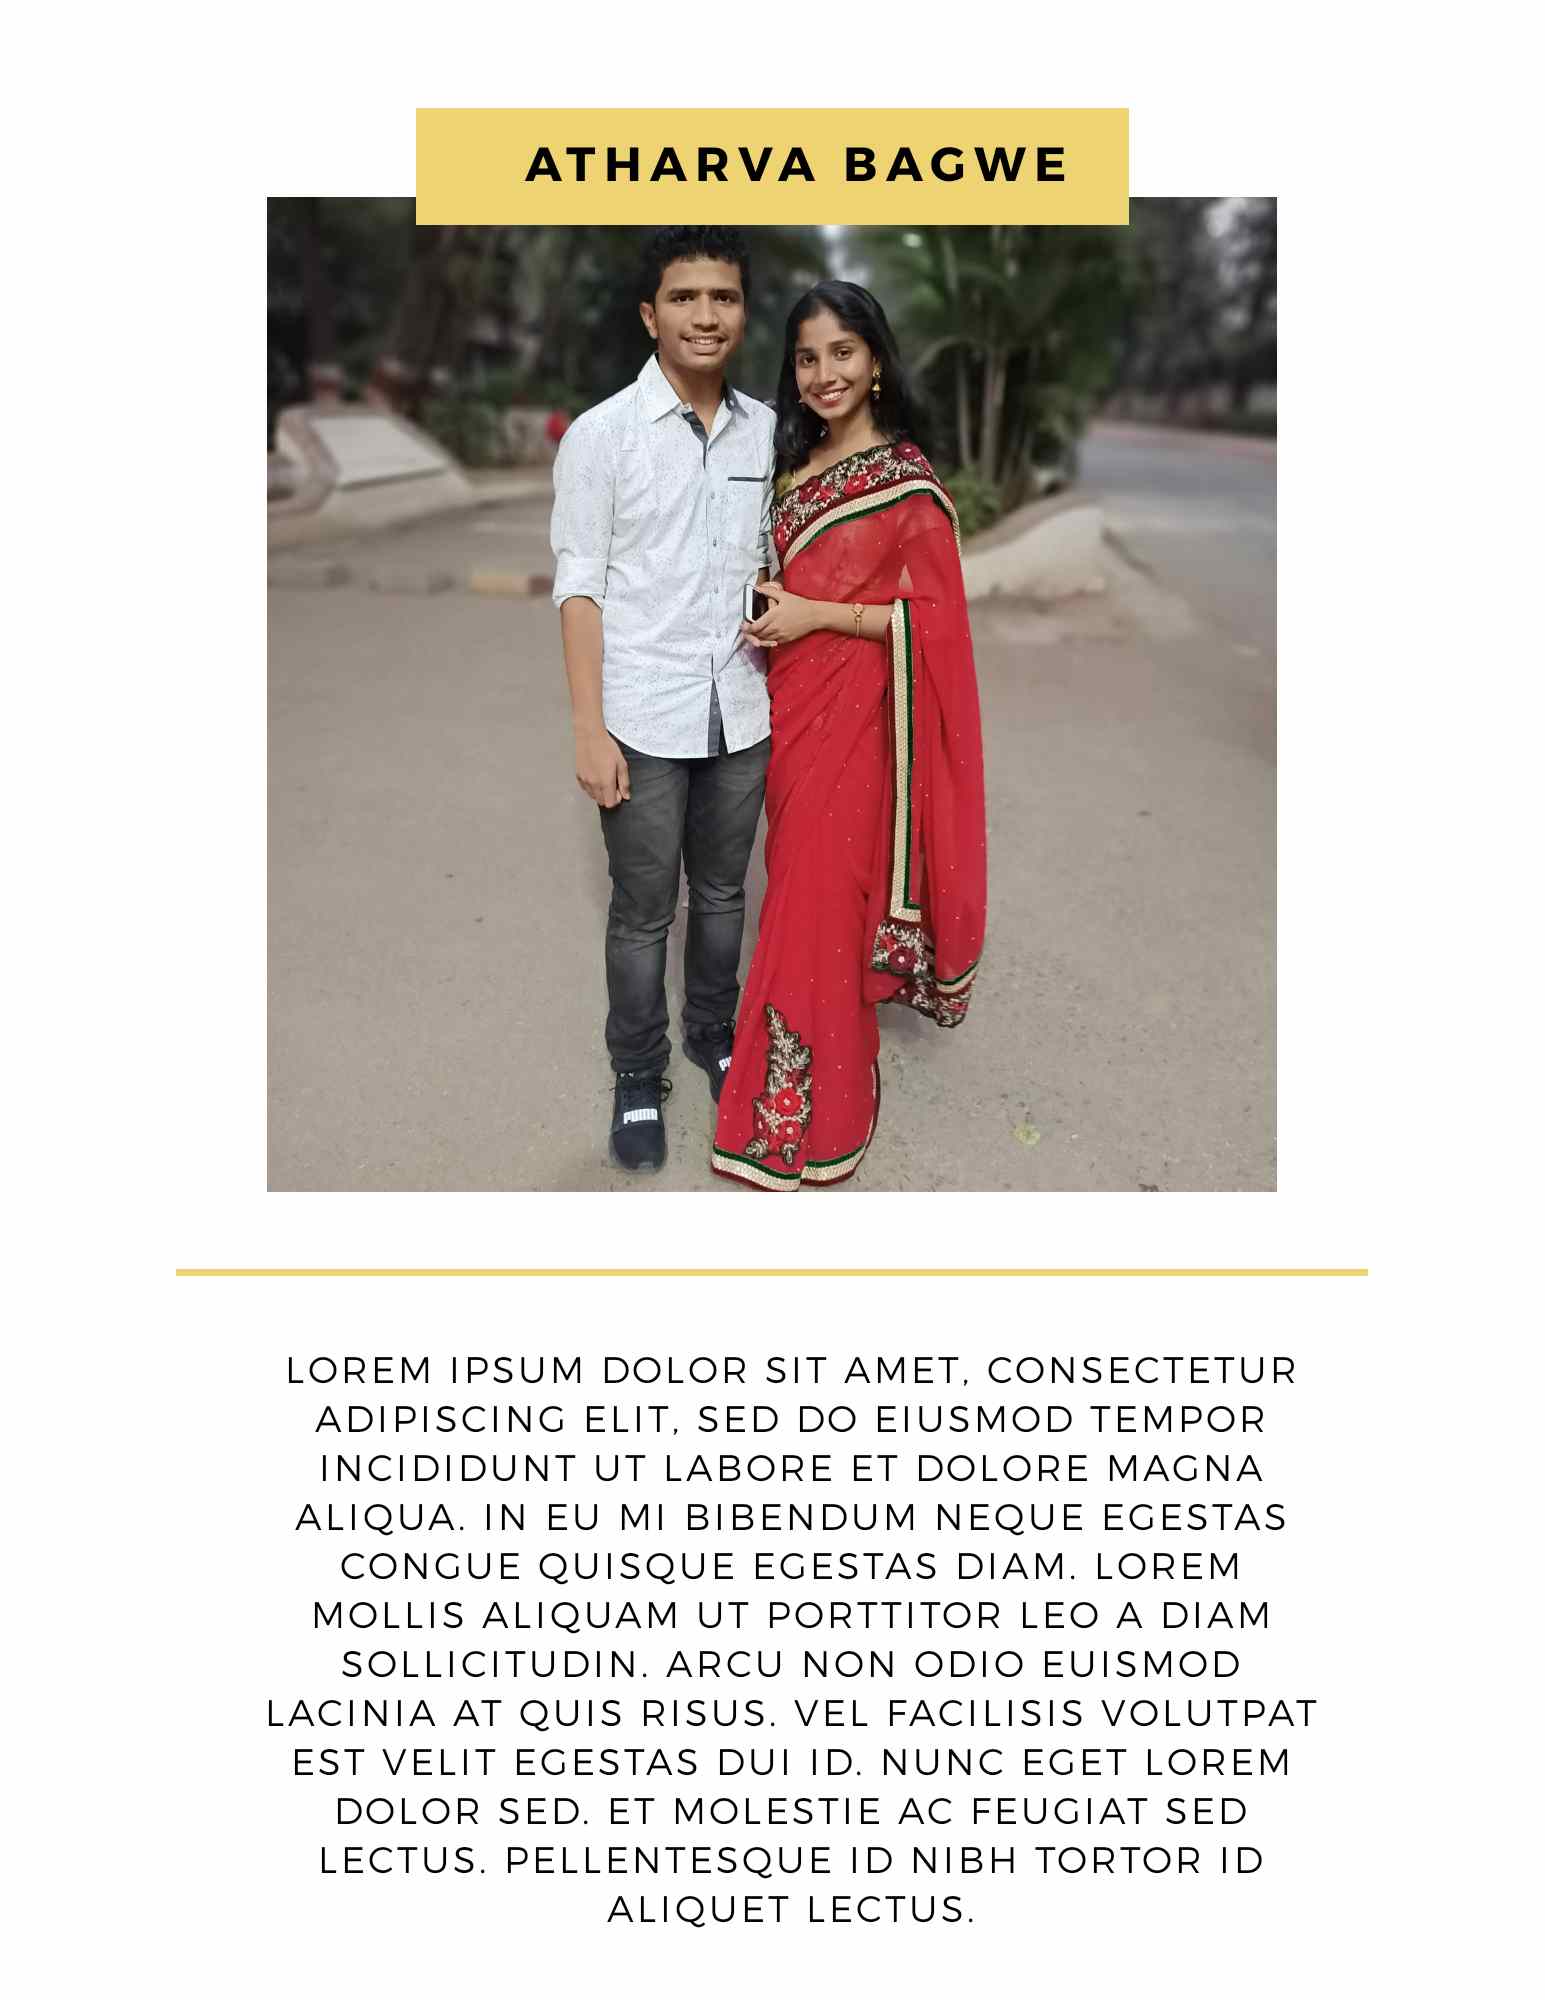 ATHARVA BAGWE
PUMA
LOREM IPSUM DOLOR SIT AMET, CONSECTETUR
ADIPISCING ELIT, SED DO EIUSMOD TEMPOR
INCIDIDUNT UT LABORE ET DOLORE MAGNA
ALIQUA. IN EU MI BIBENDUM NEQUE EGESTAS
CONGUE QUISQUE EGESTAS DIAM. LOREM
MOLLIS ALIQUAM UT PORTTITOR LEO A DIAM
SOLLICITUDIN. ARCU NON ODIO EUISMOD
LACINIA AT QUIS RISUS. VEL FACILISIS VOLUTPAT
EST VELIT EGESTAS DUI ID. NUNC EGET LOREM
DOLOR SED. ET MOLESTIE AC FEUGIAT SED
LECTUS. PELLENTESQUE ID NIBH TORTOR ID
ALIQUET LECTUS.